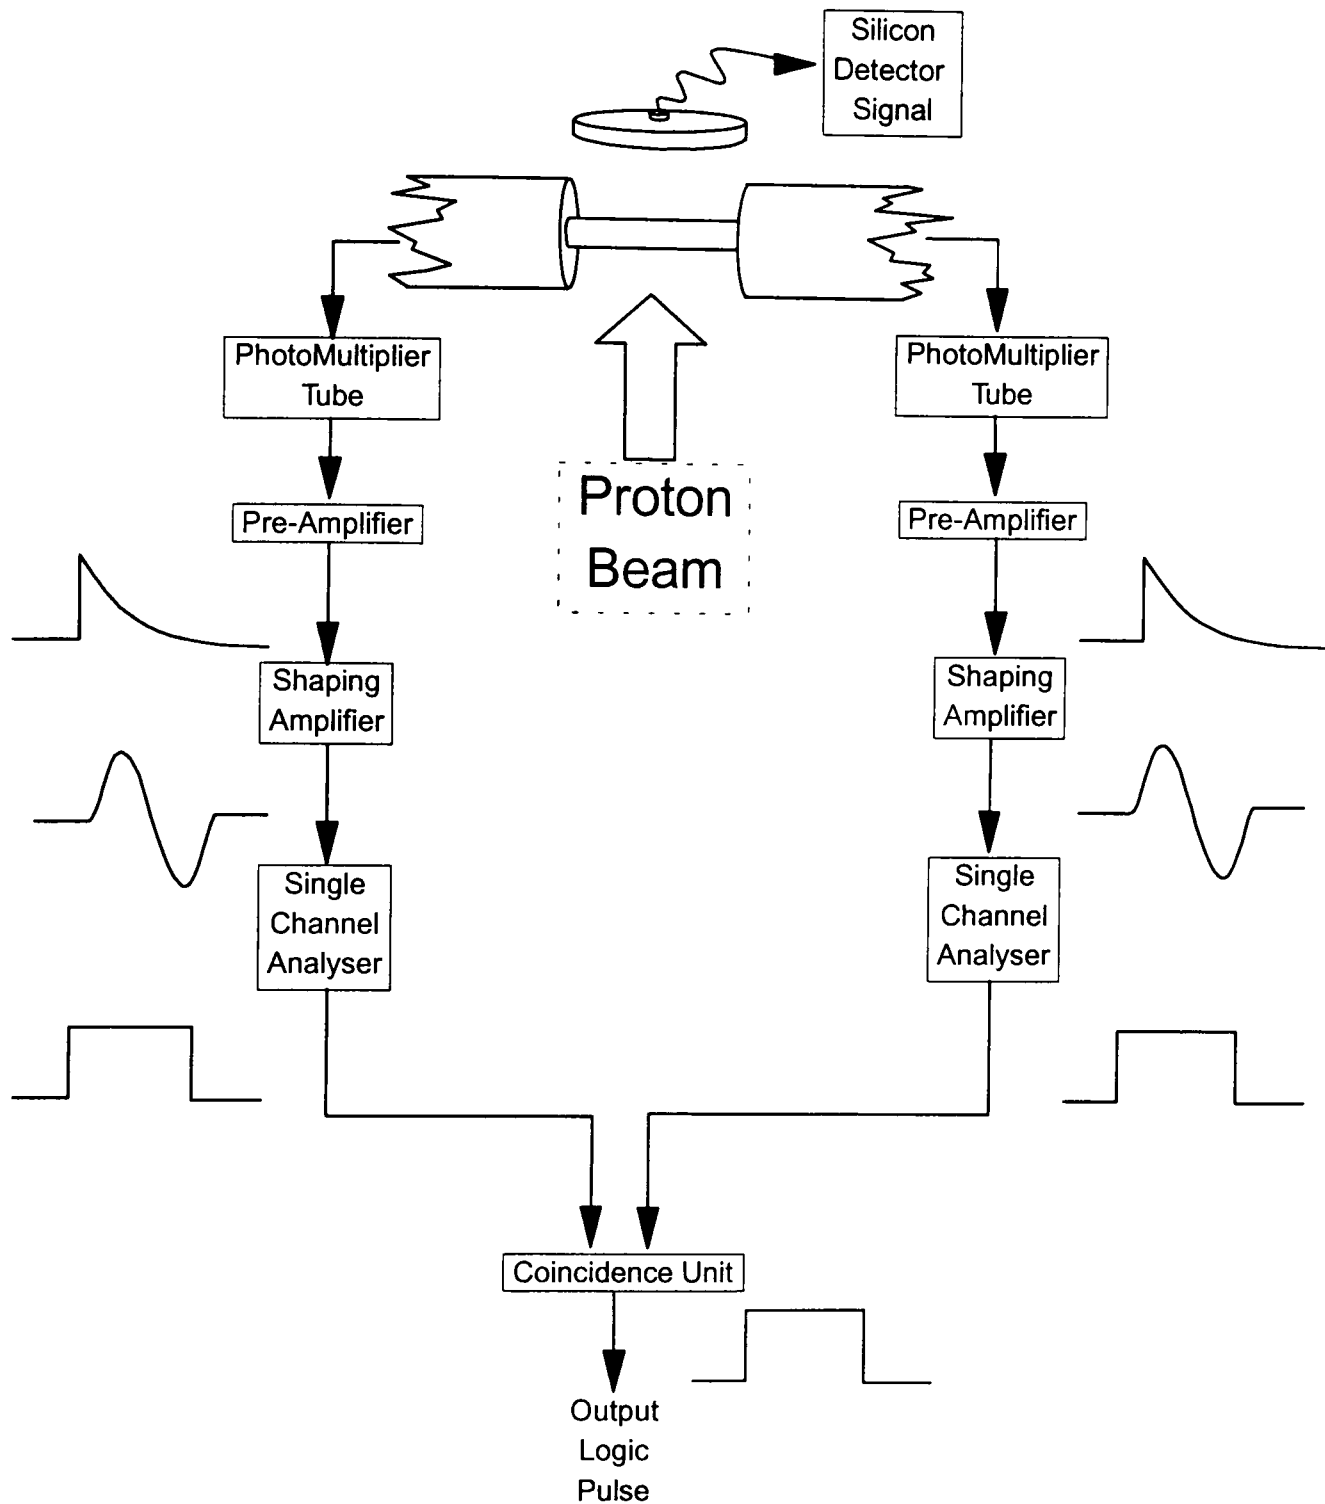 Silicon
Detector
Signal
PhotoMultiplier
Tube
PhotoMultiplier
Tube
Proton
Beam
Pre-Amplifier
Pre-Amplifier
Shaping
Amplifier
Shaping
Amplifier
Single
Channel
Analyser
Single
Channel
Analyser
Coincidence Unit
Output
Logic
Pulse